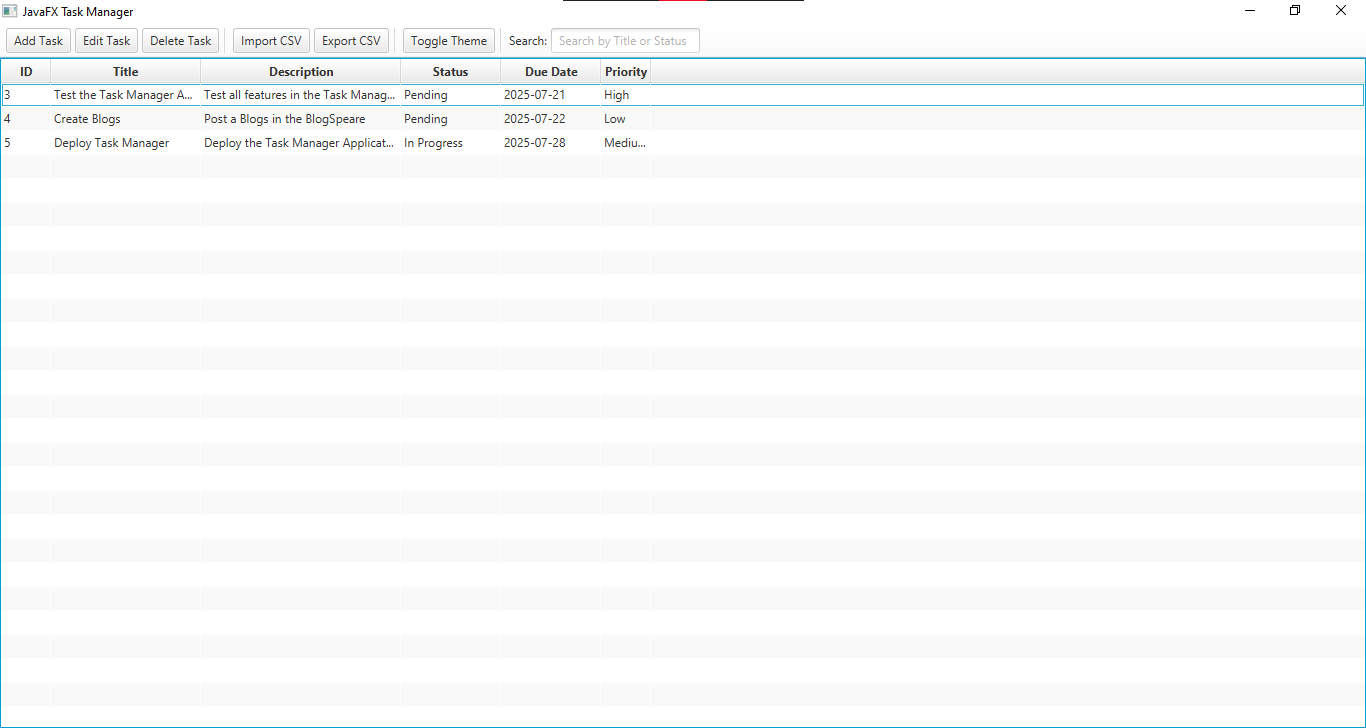 JavaFX Task Manager
Add Task Edit Task Delete Task Import CSV Export CSV Toggle Theme Search: Search by Title or Status
ID Title Description Status Due Date Priority
3 Test the Task Manager A... Test all features in the Task Manag... Pending 2025-07-21 High
4 Create Blogs Post a Blogs in the BlogSpeare Pending 2025-07-22 Low
5 Deploy Task Manager Deploy the Task Manager Applicat... In Progress 2025-07-28 Mediu...